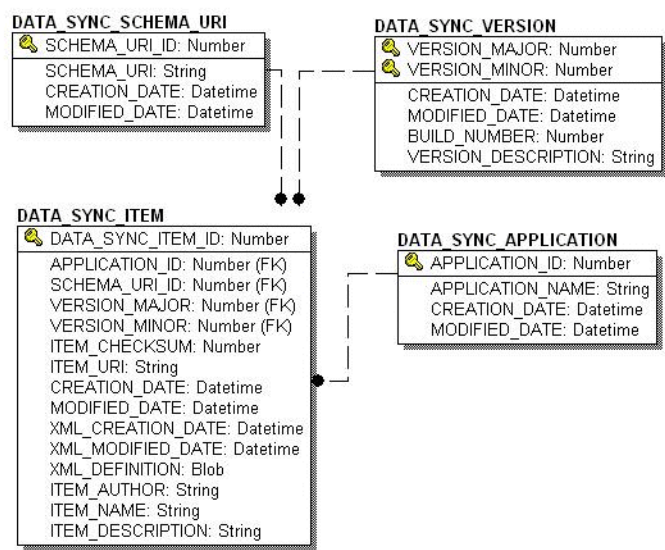 DATA_SYNC_SCHEMA_URI
SCHEMA_URI_ID: Number
SCHEMA_URI: String
CREATION_DATE: Datetime
MODIFIED_DATE: Datetime
DATA_SYNC_VERSION
VERSION_MAJOR: Number
VERSION_MINOR: Number
CREATION_DATE: Datetime
MODIFIED_DATE: Datetime
BUILD_NUMBER: Number
VERSION_DESCRIPTION: String
DATA_SYNC_ITEM
DATA_SYNC_ITEM_ID: Number
APPLICATION_ID: Number (FK)
SCHEMA_URI_ID: Number (FK)
VERSION_MAJOR: Number (FK)
VERSION_MINOR: Number (FK)
ITEM_CHECKSUM: Number
ITEM_URI: String
CREATION_DATE: Datetime
MODIFIED_DATE: Datetime
XML_CREATION_DATE: Datetime
XML_MODIFIED_DATE: Datetime
XML_DEFINITION: Blob
ITEM_AUTHOR: String
ITEM_NAME: String
ITEM_DESCRIPTION: String
DATA_SYNC_APPLICATION
APPLICATION_ID: Number
APPLICATION_NAME: String
CREATION_DATE: Datetime
MODIFIED_DATE: Datetime